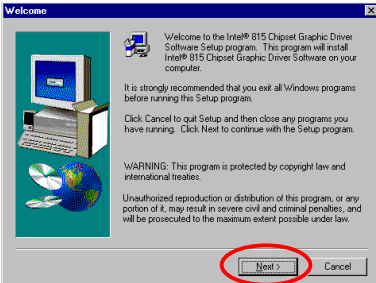 Welcome
Welcome to the Intel® 815 Chipset Graphic Driver
Software Setup program. This program will install
Intel® 815 Chipset Graphic Driver Software on your
computer.
It is strongly recommended that you exit all Windows programs
before running this Setup program.
Click Cancel to quit Setup and then close any programs you
have running. Click Next to continue with the Setup program.
WARNING: This program is protected by copyright law and
international treaties.
Unauthorized reproduction or distribution of this program, or any
portion of it, may result in severe civil and criminal penalties, and
will be prosecuted to the maximum extent possible under law.
Next >
Cancel